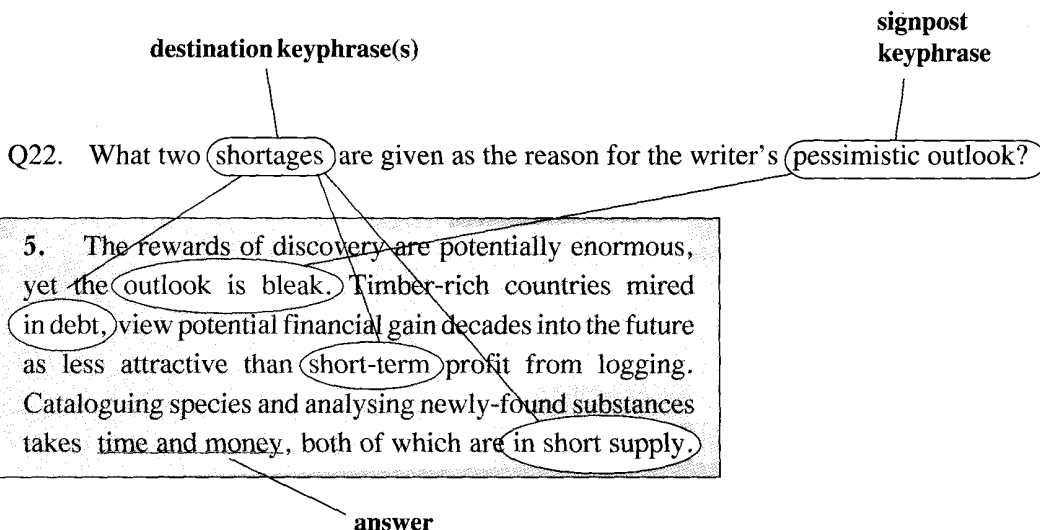 signpost
keyphrase
destination keyphrase(s)
Q22. What two shortages are given as the reason for the writer's pessimistic outlook?
5. The rewards of discovery are potentially enormous,
yet the outlook is bleak. Timber-rich countries mired
in debt, view potential financial gain decades into the future
as less attractive than short-term profit from logging.
Cataloguing species and analysing newly-found substances
takes time and money, both of which are in short supply.
answer